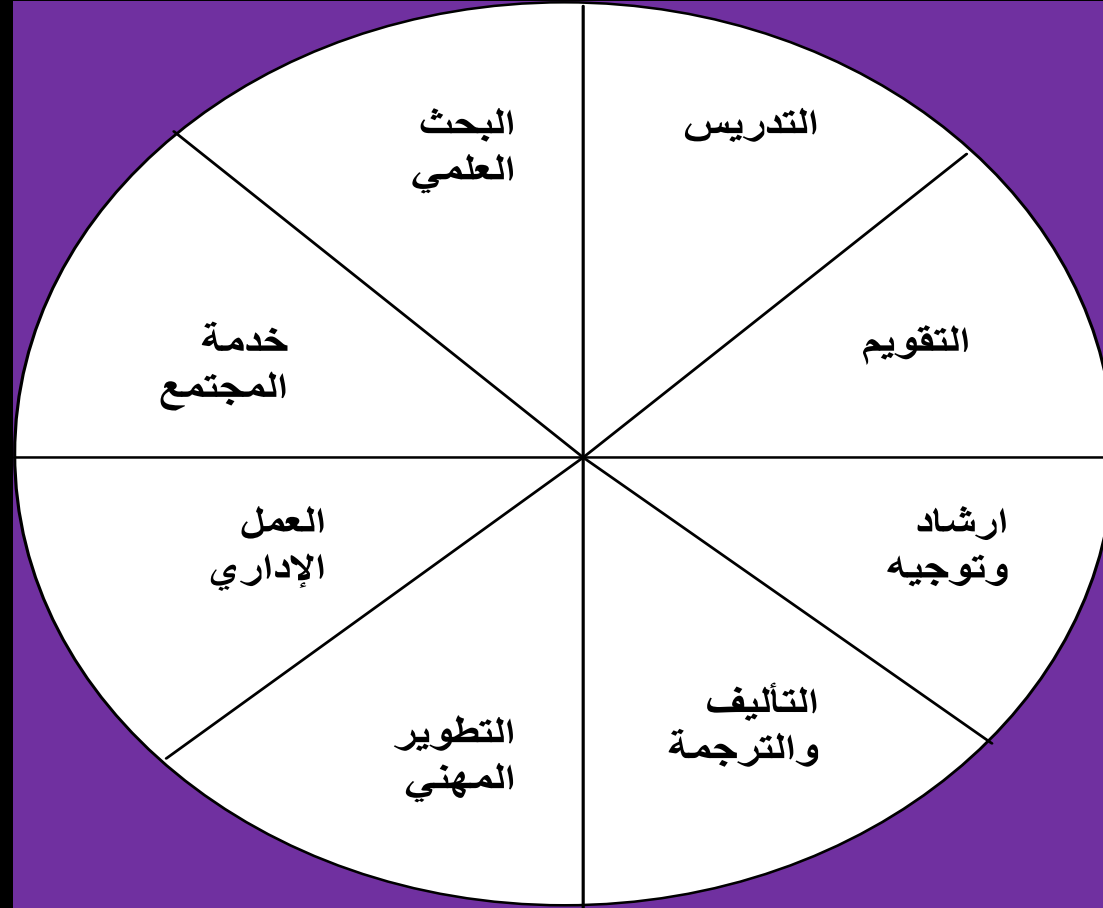 التدريس
التقويم
ارشاد
وتوجيه
التأليف
والترجمة
التطوير
المهني
العمل
الإداري
خدمة
المجتمع
البحث
العلمي